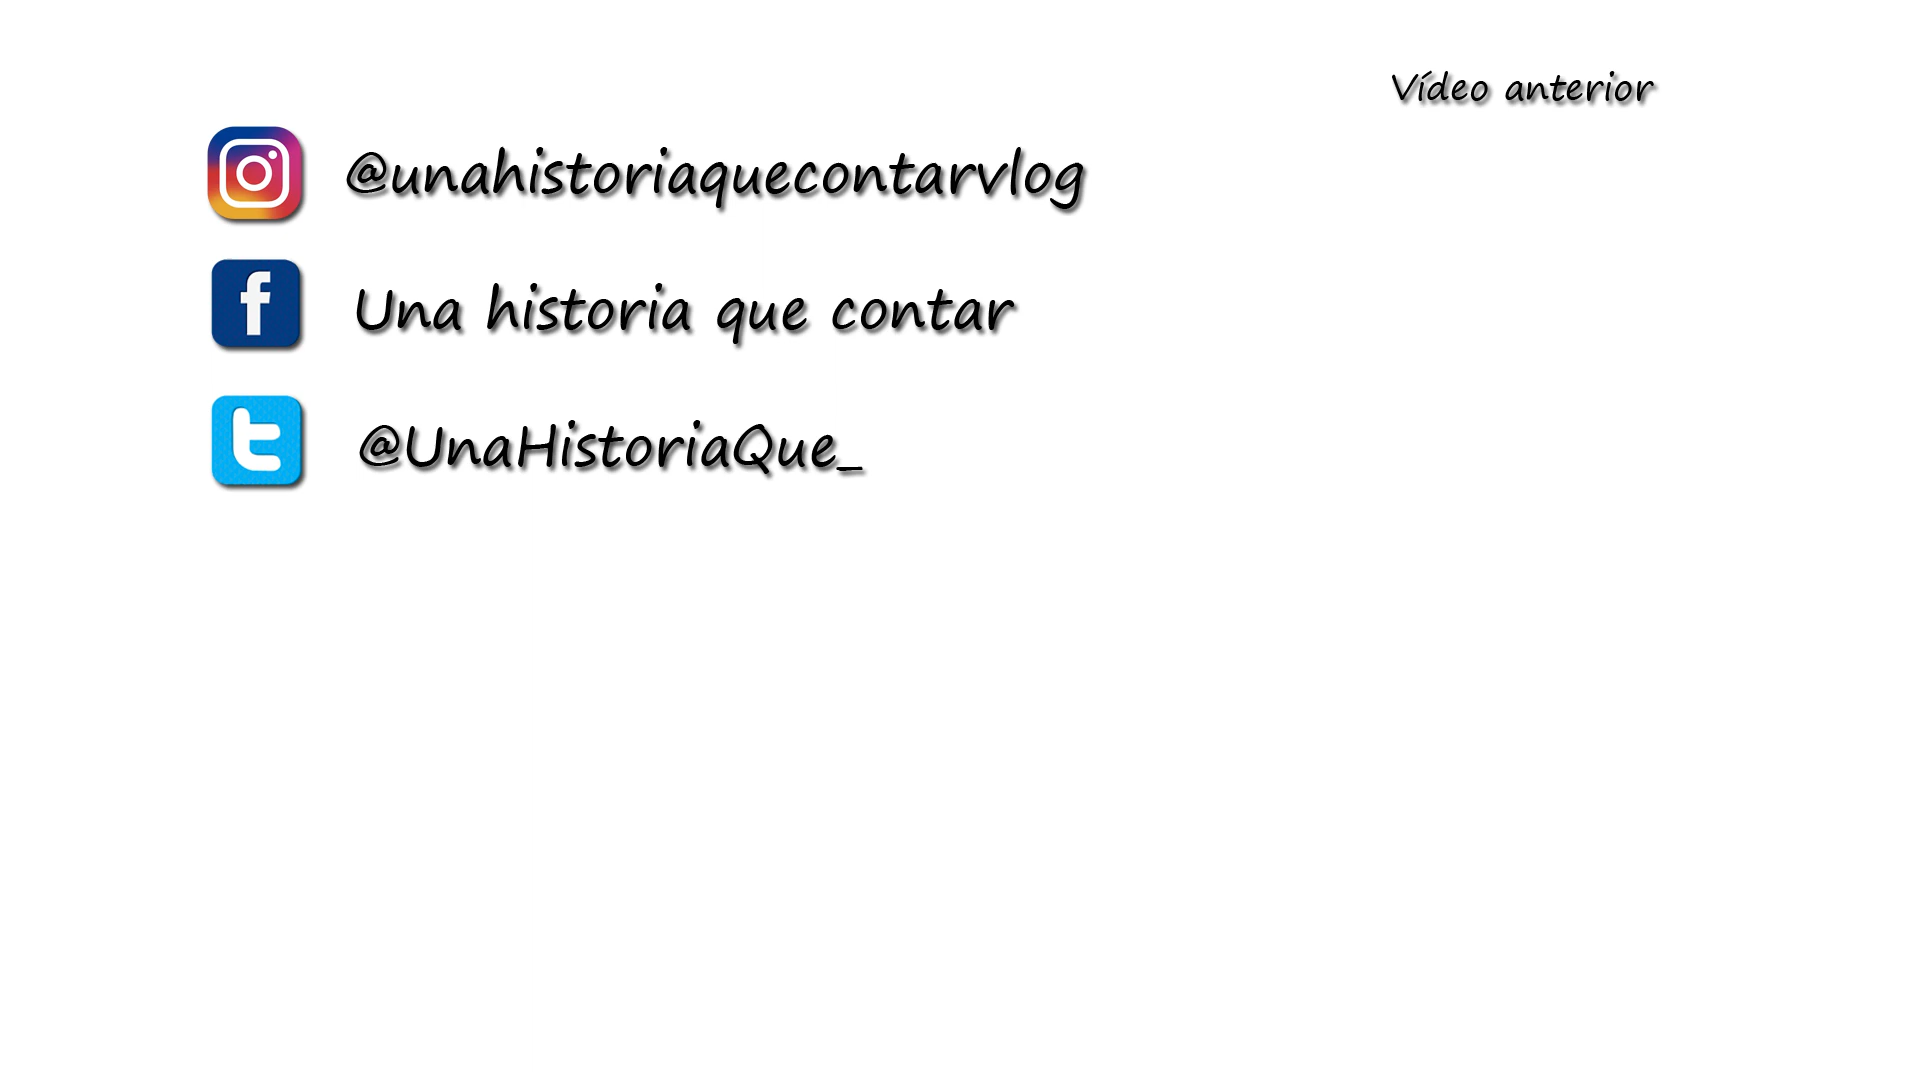 Vídeo anterior
@unahistoriaquecontarvlog
Una historia que contar
@UnaHistoriaQue_